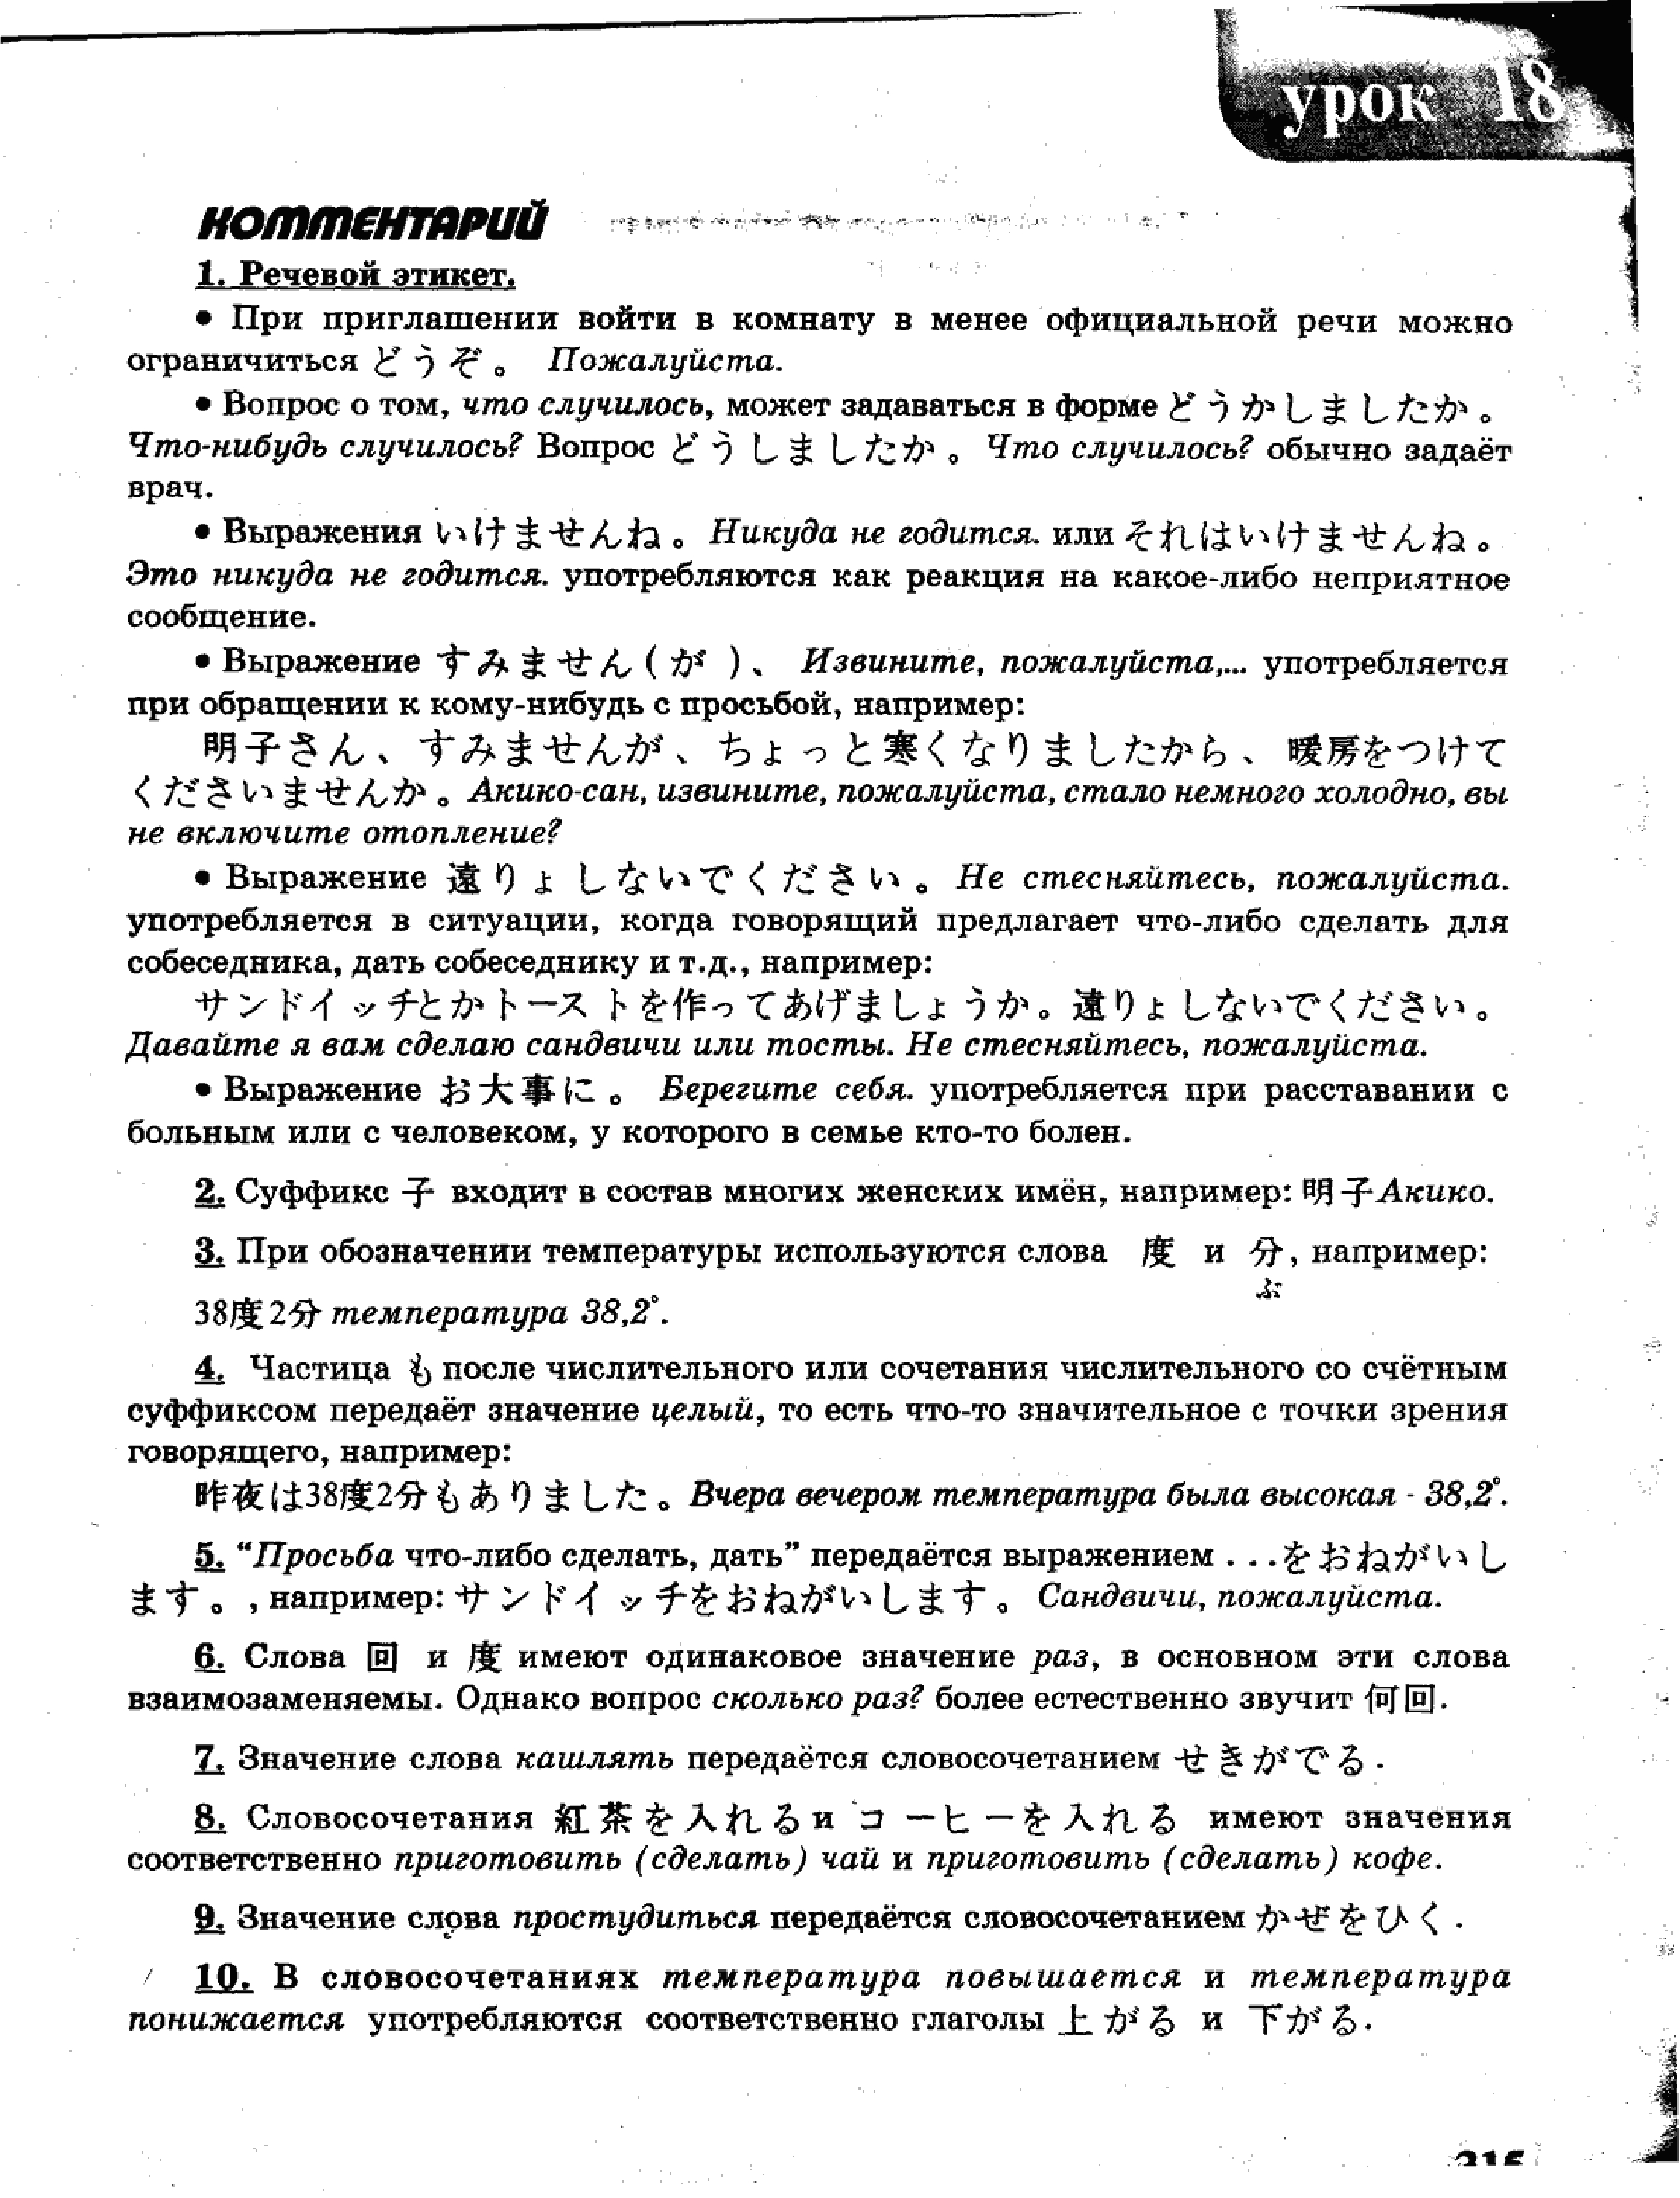 урок 18
КОММЕНТАРИЙ
1. Речевой этикет.
• При приглашении войти в комнату в менее официальной речи можно
ограничиться どうぞ。 Пожалуйста.
• Вопрос о том, что случилось, может задаваться в форме どうかしましたか。
Что-нибудь случилось? Вопрос どうしましたか。 Что случилось? обычно задаёт
врач.
• Выражения いけませんね。 Никуда не годится. или それはいけませんね。
Это никуда не годится. употребляются как реакция на какое-либо неприятное
сообщение.
• Выражение すみません(が)、 Извините, пожалуйста,... употребляется
при обращении к кому-нибудь с просьбой, например:
明子さん、すみませんが、ちょっと寒くなりましたから、暖房をつけて
くださいませんか。Акико-сан, извините, пожалуйста, стало немного холодно, вы
не включите отопление?
• Выражение 遠りょしないでください。 Не стесняйтесь, пожалуйста.
употребляется в ситуации, когда говорящий предлагает что-либо сделать для
собеседника, дать собеседнику и т.д., например:
サンドイッチとかトーストを作ってあげましょうか。遠りょしないでください。
Давайте я вам сделаю сандвичи или тосты. Не стесняйтесь, пожалуйста.
• Выражение お大事に。 Берегите себя. употребляется при расставании с
больным или с человеком, у которого в семье кто-то болен.
2. Суффикс 子 входит в состав многих женских имён, например: 明子Акико.
3. При обозначении температуры используются слова 度 и 分, например:
ぶ
38度2分 температура 38,2°.
4. Частица も после числительного или сочетания числительного со счётным
суффиксом передаёт значение целый, то есть что-то значительное с точки зрения
говорящего, например:
昨夜は38度2分もありました。Вчера вечером температура была высокая - 38,2°.
5. “Просьба что-либо сделать, дать” передаётся выражением ...をおねがいし
ます。, например: サンドイッチをおねがいします。 Сандвичи, пожалуйста.
6. Слова 回 и 度 имеют одинаковое значение раз, в основном эти слова
взаимозаменяемы. Однако вопрос сколько раз? более естественно звучит 何回.
7. Значение слова кашлять передаётся словосочетанием せきがでる.
8. Словосочетания 紅茶を入れる и コーヒーを入れる имеют значения
соответственно приготовить (сделать) чай и приготовить (сделать) кофе.
9. Значение слова простудиться передаётся словосочетанием かぜをひく.
10. В словосочетаниях температура повышается и температура
понижается употребляются соответственно глаголы 上がる и 下がる.